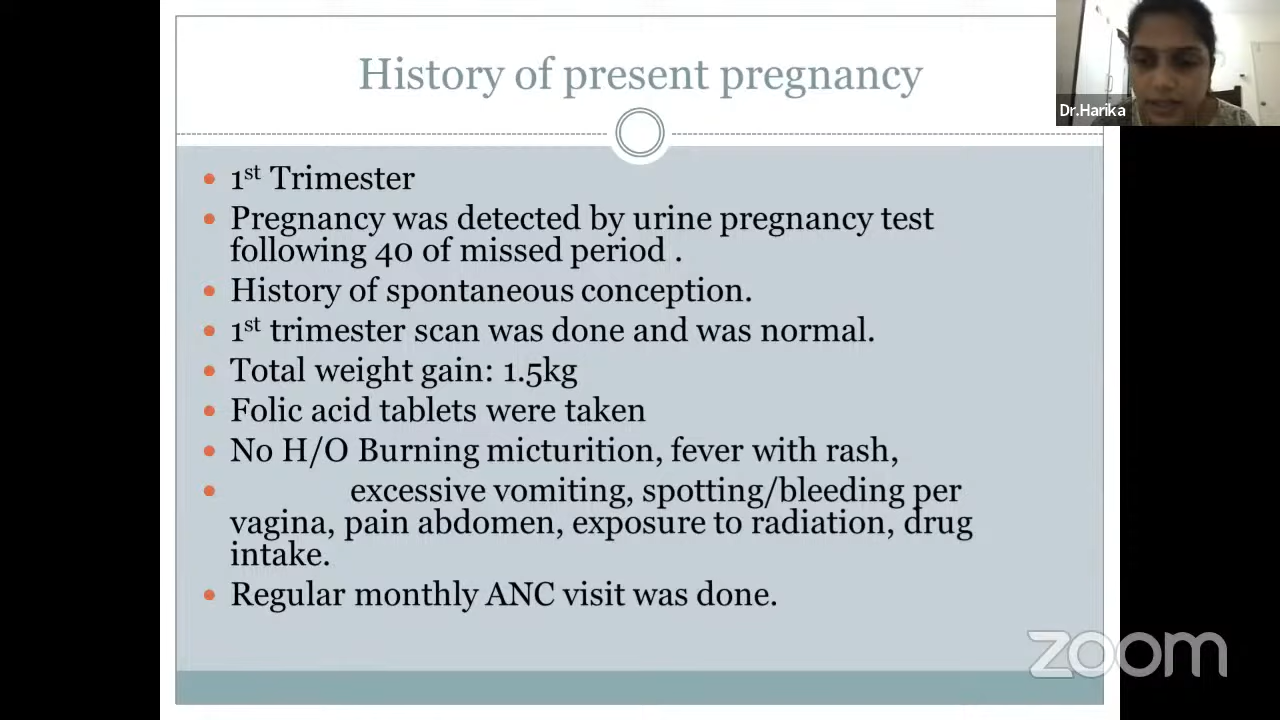 History of present pregnancy
Dr.Harika
1st Trimester
Pregnancy was detected by urine pregnancy test
following 40 of missed period .
History of spontaneous conception.
1st trimester scan was done and was normal.
Total weight gain: 1.5kg
Folic acid tablets were taken
No H/O Burning micturition, fever with rash,
excessive vomiting, spotting/bleeding per
vagina, pain abdomen, exposure to radiation, drug
intake.
Regular monthly ANC visit was done.
zoom